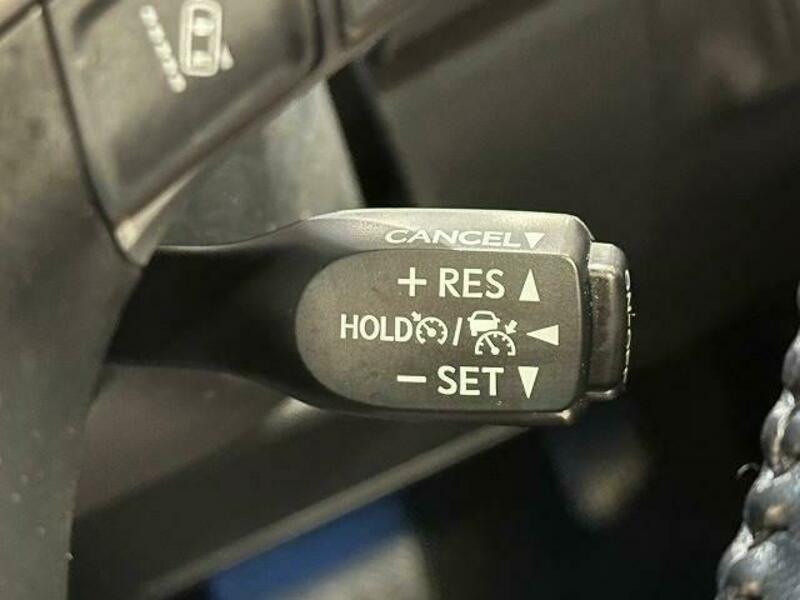 CANCEL▼
+ RES ▲
HOLD / ◀
− SET ▼